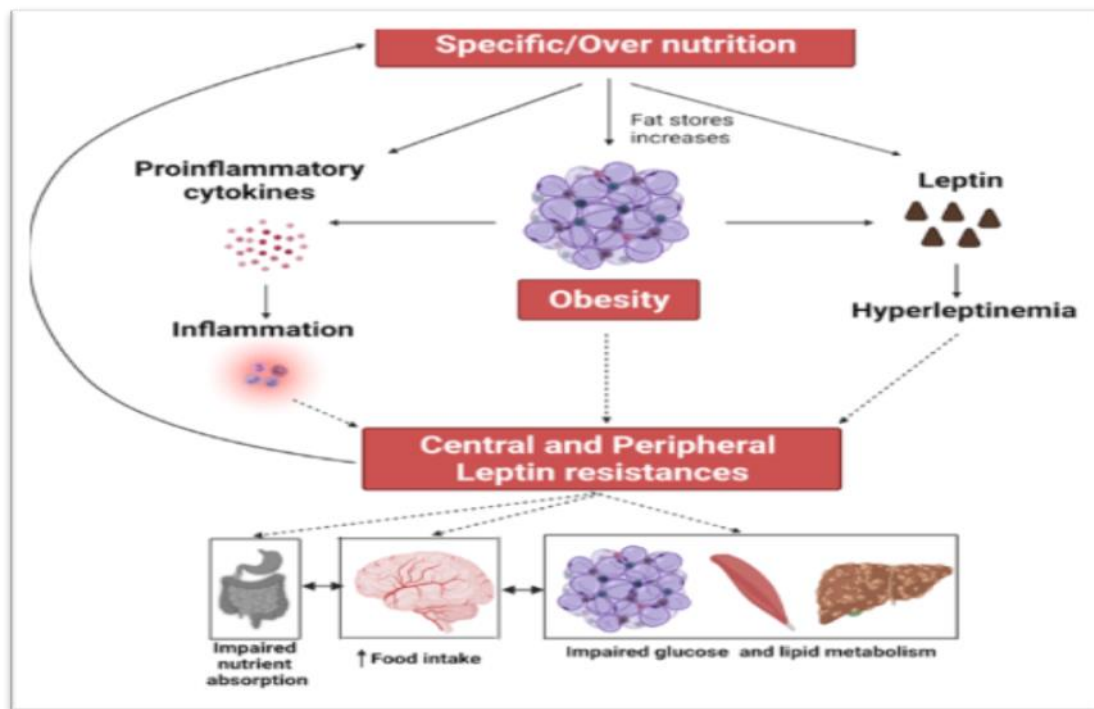 Specific/Over nutrition
Fat stores
increases
Proinflammatory
cytokines
Leptin
Obesity
Hyperleptinemia
Inflammation
Central and Peripheral
Leptin resistances
Impaired
nutrient
absorption
↑ Food intake
Impaired glucose and lipid metabolism